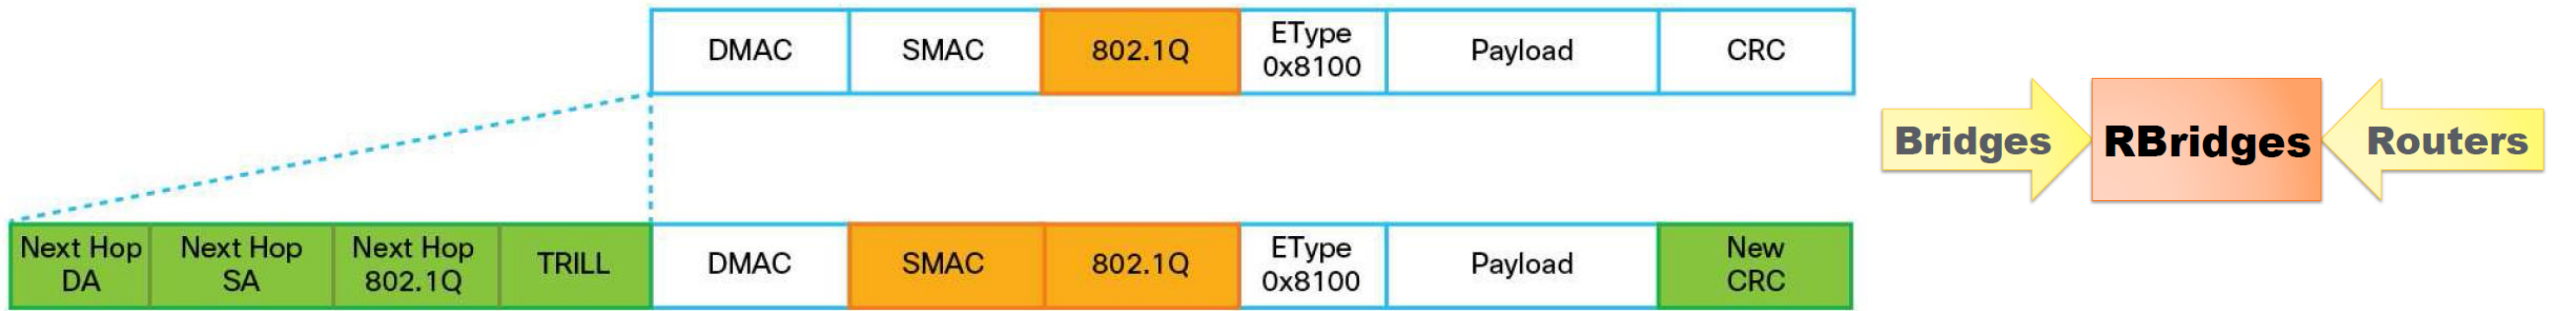 DMAC
SMAC
802.1Q
EType
0x8100
Payload
CRC
Bridges
RBridges
Routers
Next Hop
DA
Next Hop
SA
Next Hop
802.1Q
TRILL
DMAC
SMAC
802.1Q
EType
0x8100
Payload
New
CRC